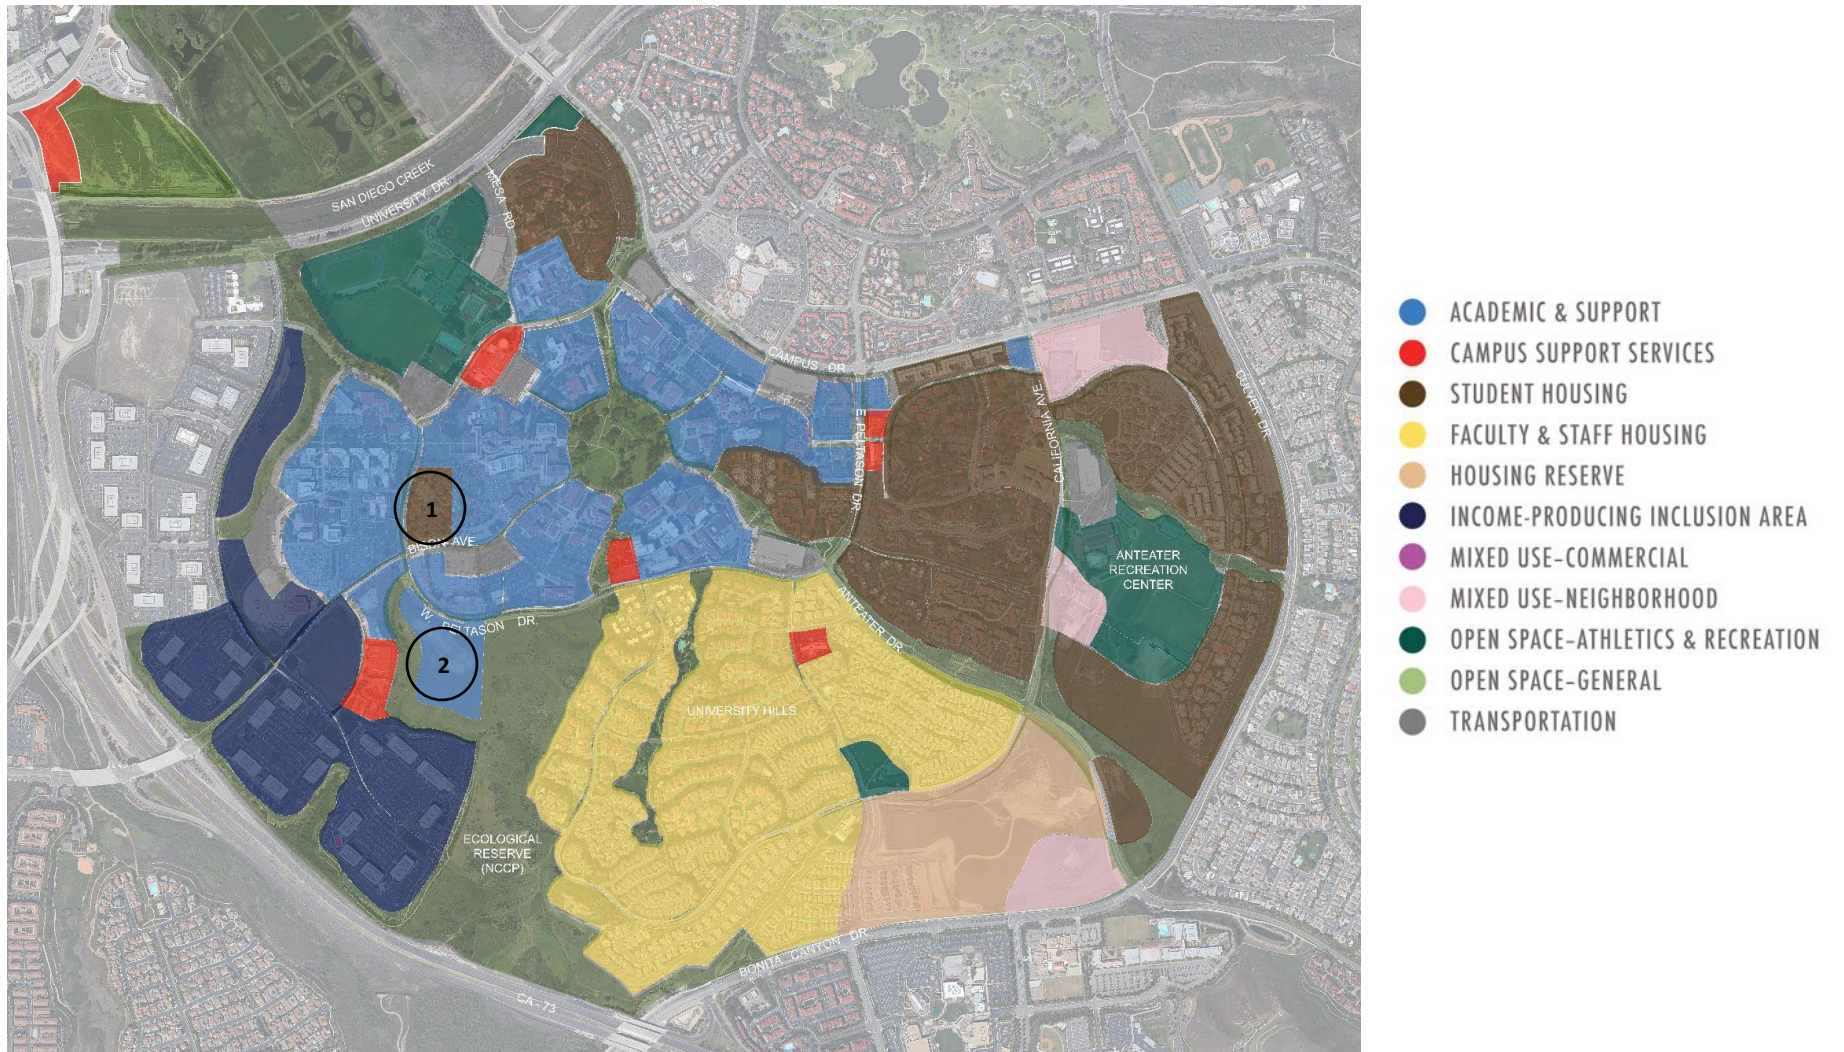 SAN DIEGO CREEK
UNIVERSITY DR.
MESA RD
CAMPUS DR
E. PELTASON DR.
CALIFORNIA AVE.
CULVER DR
1
BISON AVE.
ANTEATER
RECREATION
CENTER
W. PELTASON DR.
2
ANTEATER DR
UNIVERSITY HILLS
ECOLOGICAL
RESERVE
(NCCP)
BONITA CANYON DR
CA-73
ACADEMIC & SUPPORT
CAMPUS SUPPORT SERVICES
STUDENT HOUSING
FACULTY & STAFF HOUSING
HOUSING RESERVE
INCOME-PRODUCING INCLUSION AREA
MIXED USE-COMMERCIAL
MIXED USE-NEIGHBORHOOD
OPEN SPACE-ATHLETICS & RECREATION
OPEN SPACE-GENERAL
TRANSPORTATION